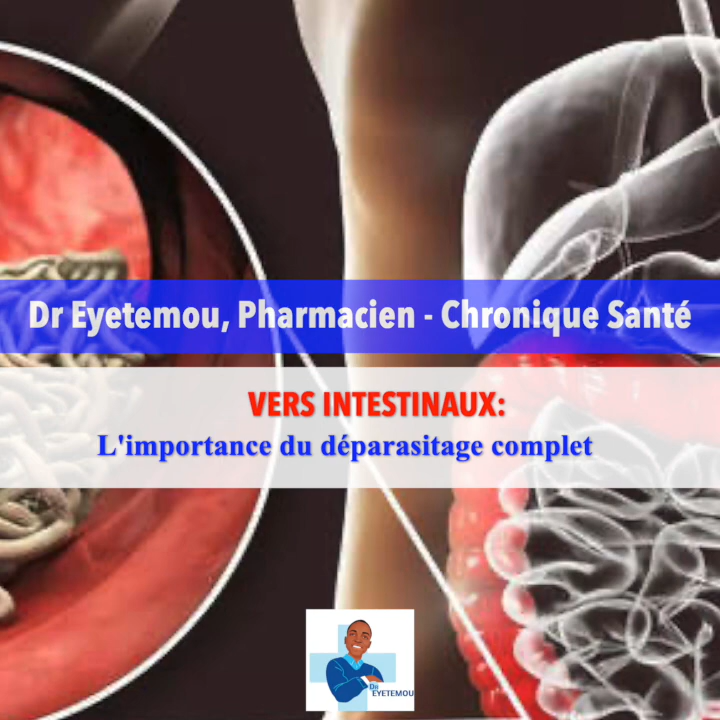 Dr Eyetemou, Pharmacien - Chronique Santé
VERS INTESTINAUX:
L'importance du déparasitage complet
Dr
EYETEMOU